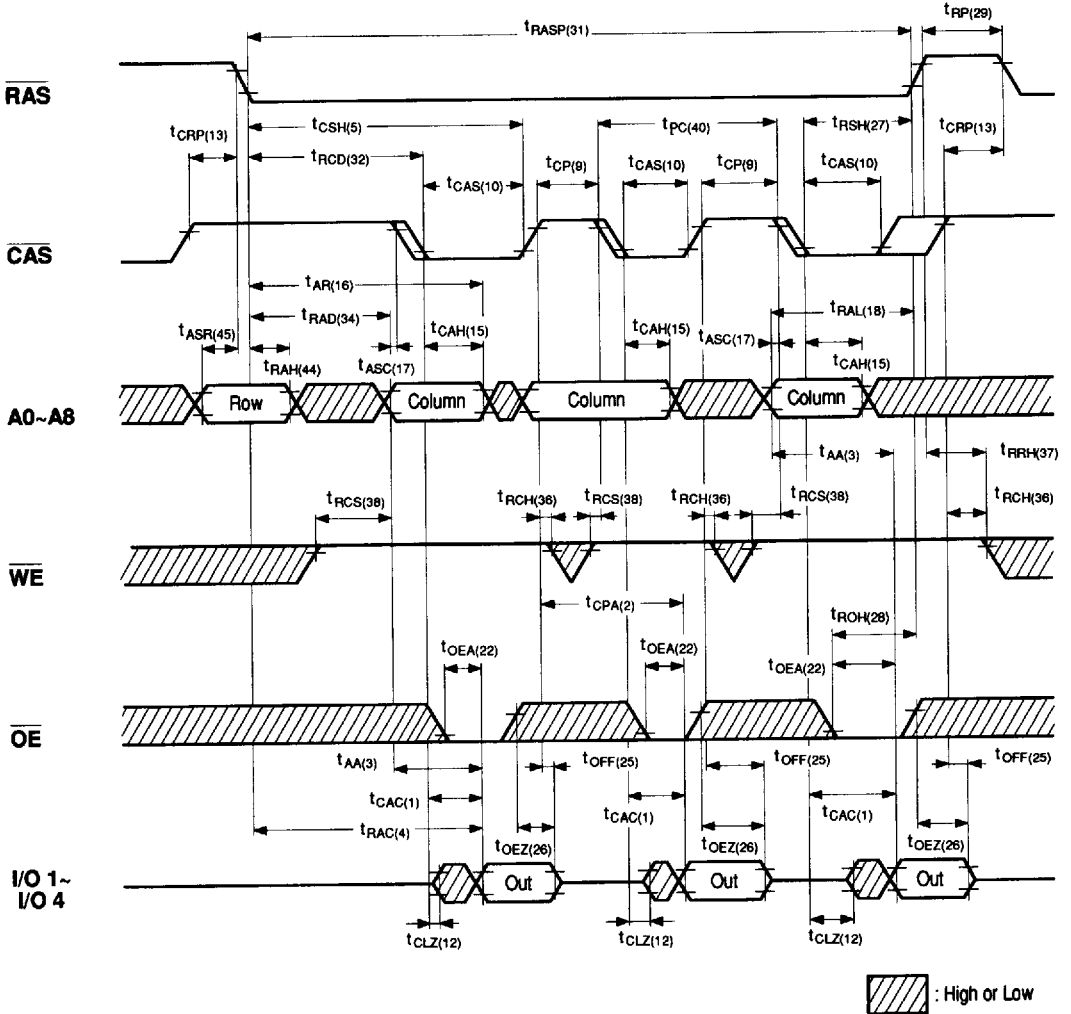 tRASP(31) tRP(29)
RAS
tCSH(5) tPC(40) tRSH(27)
tCRP(13) tCRP(13)
tRCD(32) tCP(9) tCAS(10) tCP(9) tCAS(10)
tCAS(10)
CAS
tAR(16)
tRAD(34) tRAL(18)
tASR(45) tCAH(15) tCAH(15) tASC(17)
tRAH(44) tASC(17) tCAH(15)
A0~A8 Row Column Column Column
tAA(3) tRRH(37)
tRCS(38) tRCH(36) tRCS(38) tRCH(36) tRCS(38) tRCH(36)
WE
tCPA(2) tROH(28)
tOEA(22) tOEA(22) tOEA(22)
OE
tAA(3) tOFF(25) tOFF(25) tOFF(25)
tCAC(1) tCAC(1) tCAC(1)
tRAC(4)
tOEZ(26) tOEZ(26) tOEZ(26)
I/O 1~
I/O 4 Out Out Out
tCLZ(12) tCLZ(12) tCLZ(12)
: High or Low